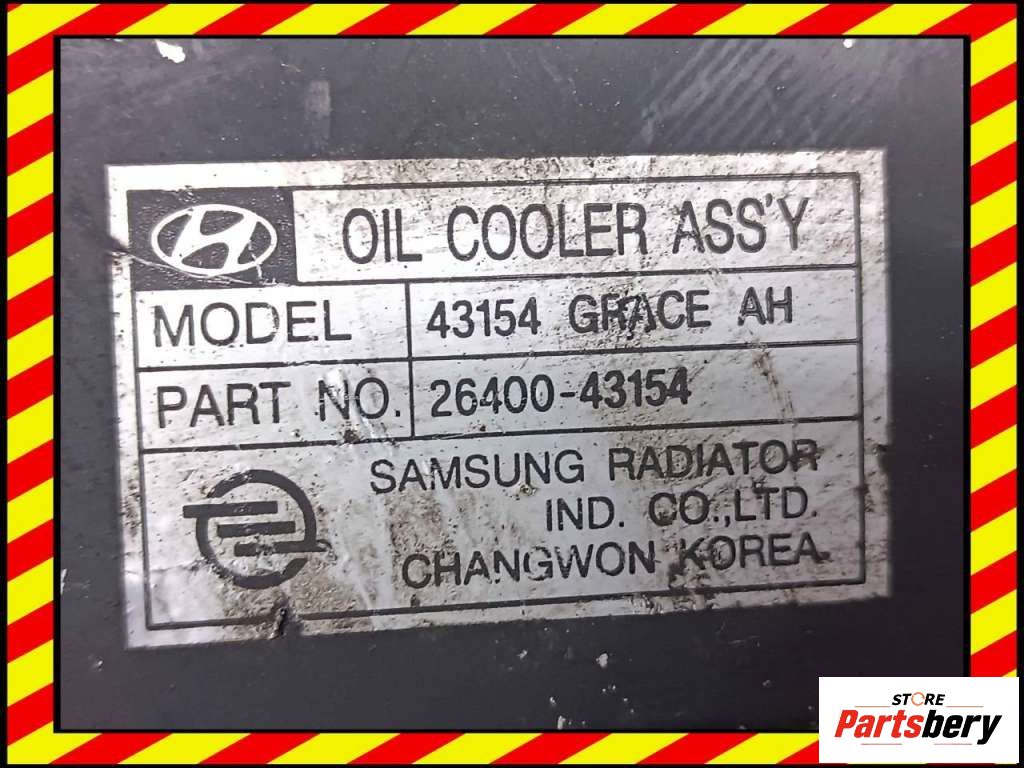 OIL COOLER ASS'Y
MODEL 43154 GRACE AH
PART NO. 26400-43154
SAMSUNG RADIATOR
IND. CO.,LTD.
CHANGWON KOREA.
STORE
Partsbery